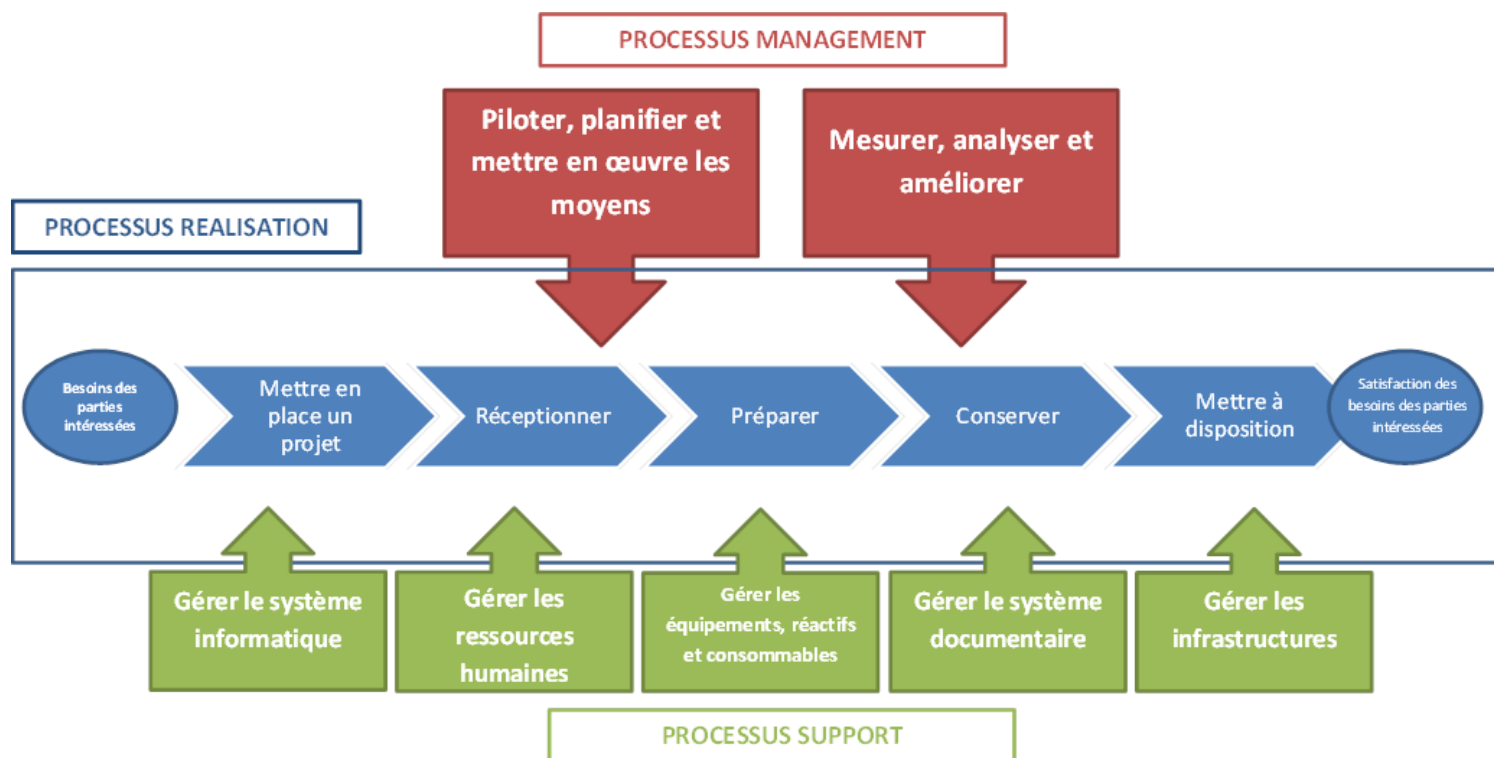 PROCESSUS MANAGEMENT
Piloter, planifier et
mettre en œuvre les
moyens
Mesurer, analyser et
améliorer
PROCESSUS REALISATION
Besoins des
parties
intéressées
Mettre en
place un
projet
Réceptionner
Préparer
Conserver
Mettre à
disposition
Satisfaction des
besoins des parties
intéressées
Gérer le système
informatique
Gérer les
ressources
humaines
Gérer les
équipements, réactifs
et consommables
Gérer le système
documentaire
Gérer les
infrastructures
PROCESSUS SUPPORT